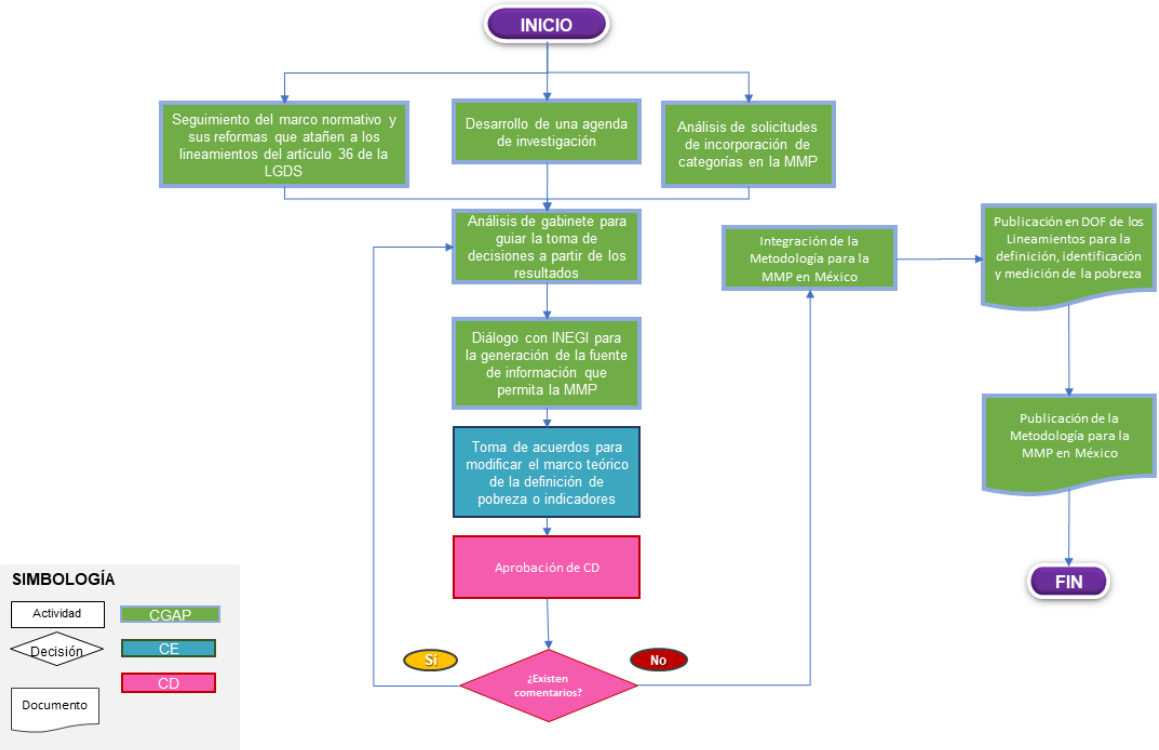 INICIO
Seguimiento del marco normativo y
sus reformas que atañen a los
lineamientos del artículo 36 de la
LGDS
Desarrollo de una agenda
de investigación
Análisis de solicitudes
de incorporación de
categorías en la MMP
Análisis de gabinete para
guiar la toma de
decisiones a partir de los
resultados
Diálogo con INEGI para
la generación de la fuente
de información que
permita la MMP
Toma de acuerdos para
modificar el marco teórico
de la definición de
pobreza o indicadores
Aprobación de CD
¿Existen
comentarios?
Sí
No
Integración de la
Metodología para la
MMP en México
Publicación en DOF de los
Lineamientos para la
definición, identificación
y medición de la pobreza
Publicación de la
Metodología para la
MMP en México
FIN
SIMBOLOGÍA
Actividad
CGAP
Decisión
CE
CD
Documento